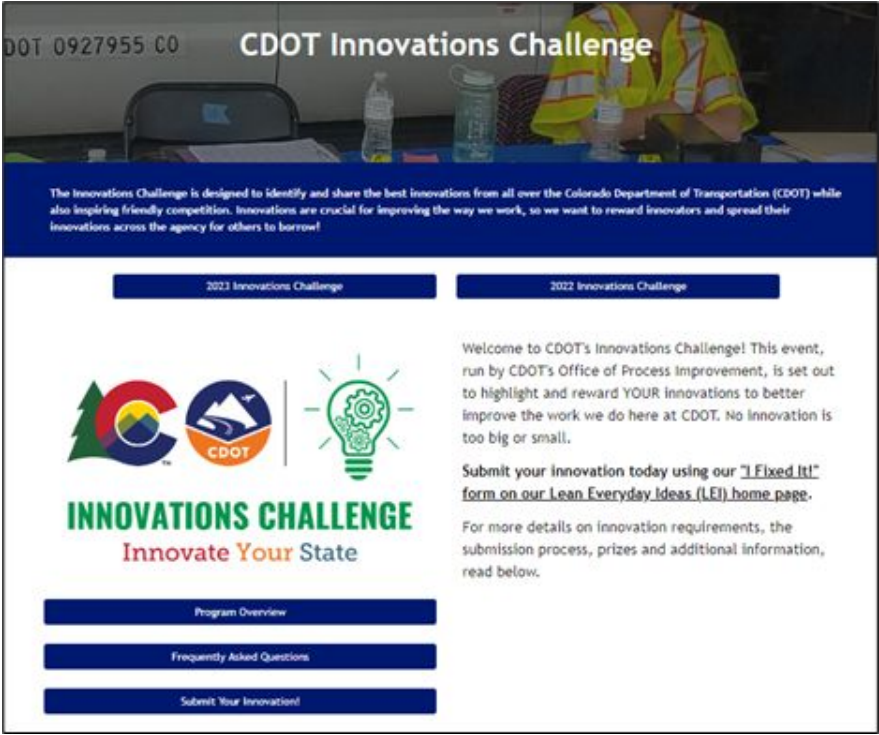 DOT 0927955 CO
CDOT Innovations Challenge
The Innovations Challenge is designed to identify and share the best innovations from all over the Colorado Department of Transportation (CDOT) while
also inspiring friendly competition. Innovations are crucial for improving the way we work, so we want to reward innovators and spread their
innovations across the agency for others to borrow!
2023 Innovations Challenge
2022 Innovations Challenge
C
CDOT
TM
INNOVATIONS CHALLENGE
Innovate Your State
Welcome to CDOT's Innovations Challenge! This event,
run by CDOT's Office of Process Improvement, is set out
to highlight and reward YOUR innovations to better
improve the work we do here at CDOT. No innovation is
too big or small.
Submit your innovation today using our "I Fixed It!"
form on our Lean Everyday Ideas (LEI) home page.
For more details on innovation requirements, the
submission process, prizes and additional information,
read below.
Program Overview
Frequently Asked Questions
Submit Your Innovation!